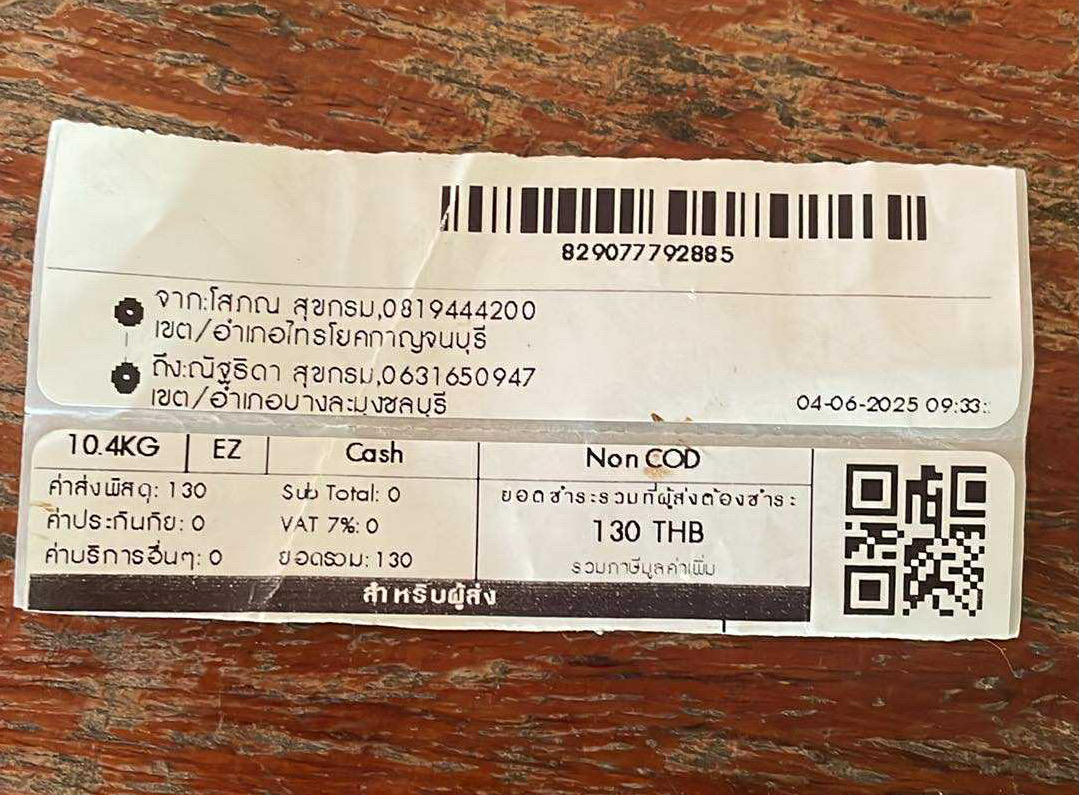 829077792885
จาก:โสภณ สุขกรม,0819444200
เขต/อำเภอไทรโยคกาญจนบุรี
ถึง:ณัฐธิดา สุขกรม,0631650947
เขต/อำเภอบางละมุงชลบุรี
04-06-2025 09:33:
10.4KG EZ Cash Non COD
ค่าส่งพัสดุ: 130 Sub Total: 0 ยอดชำระรวมที่ผู้ส่งต้องชำระ
ค่าประกันภัย: 0 VAT 7%: 0 130 THB
ค่าบริการอื่นๆ: 0 ยอดรวม: 130 รวมภาษีมูลค่าเพิ่ม
สำหรับผู้ส่ง